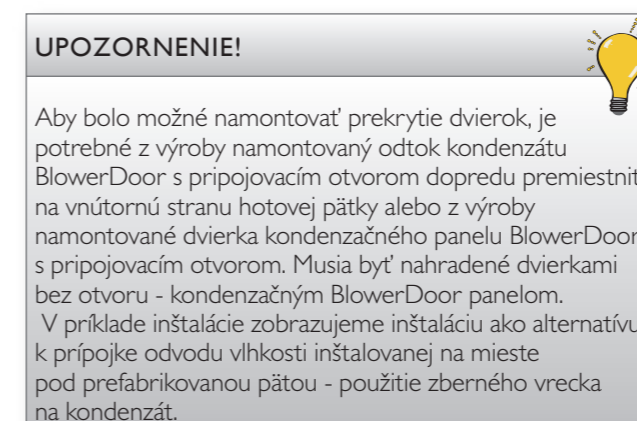 UPOZORNENIE!
Aby bolo možné namontovať prekrytie dvierok, je
potrebné z výroby namontovaný odtok kondenzátu
BlowerDoor s pripojovacím otvorom dopredu premiestniť
na vnútornú stranu hotovej pätky alebo z výroby
namontované dvierka kondenzačného panelu BlowerDoor
s pripojovacím otvorom. Musia byť nahradené dvierkami
bez otvoru - kondenzačným BlowerDoor panelom.
V príklade inštalácie zobrazujeme inštaláciu ako alternatívu
k prípojke odvodu vlhkosti inštalovanej na mieste
pod prefabrikovanou pätou - použitie zberného vrecka
na kondenzát.